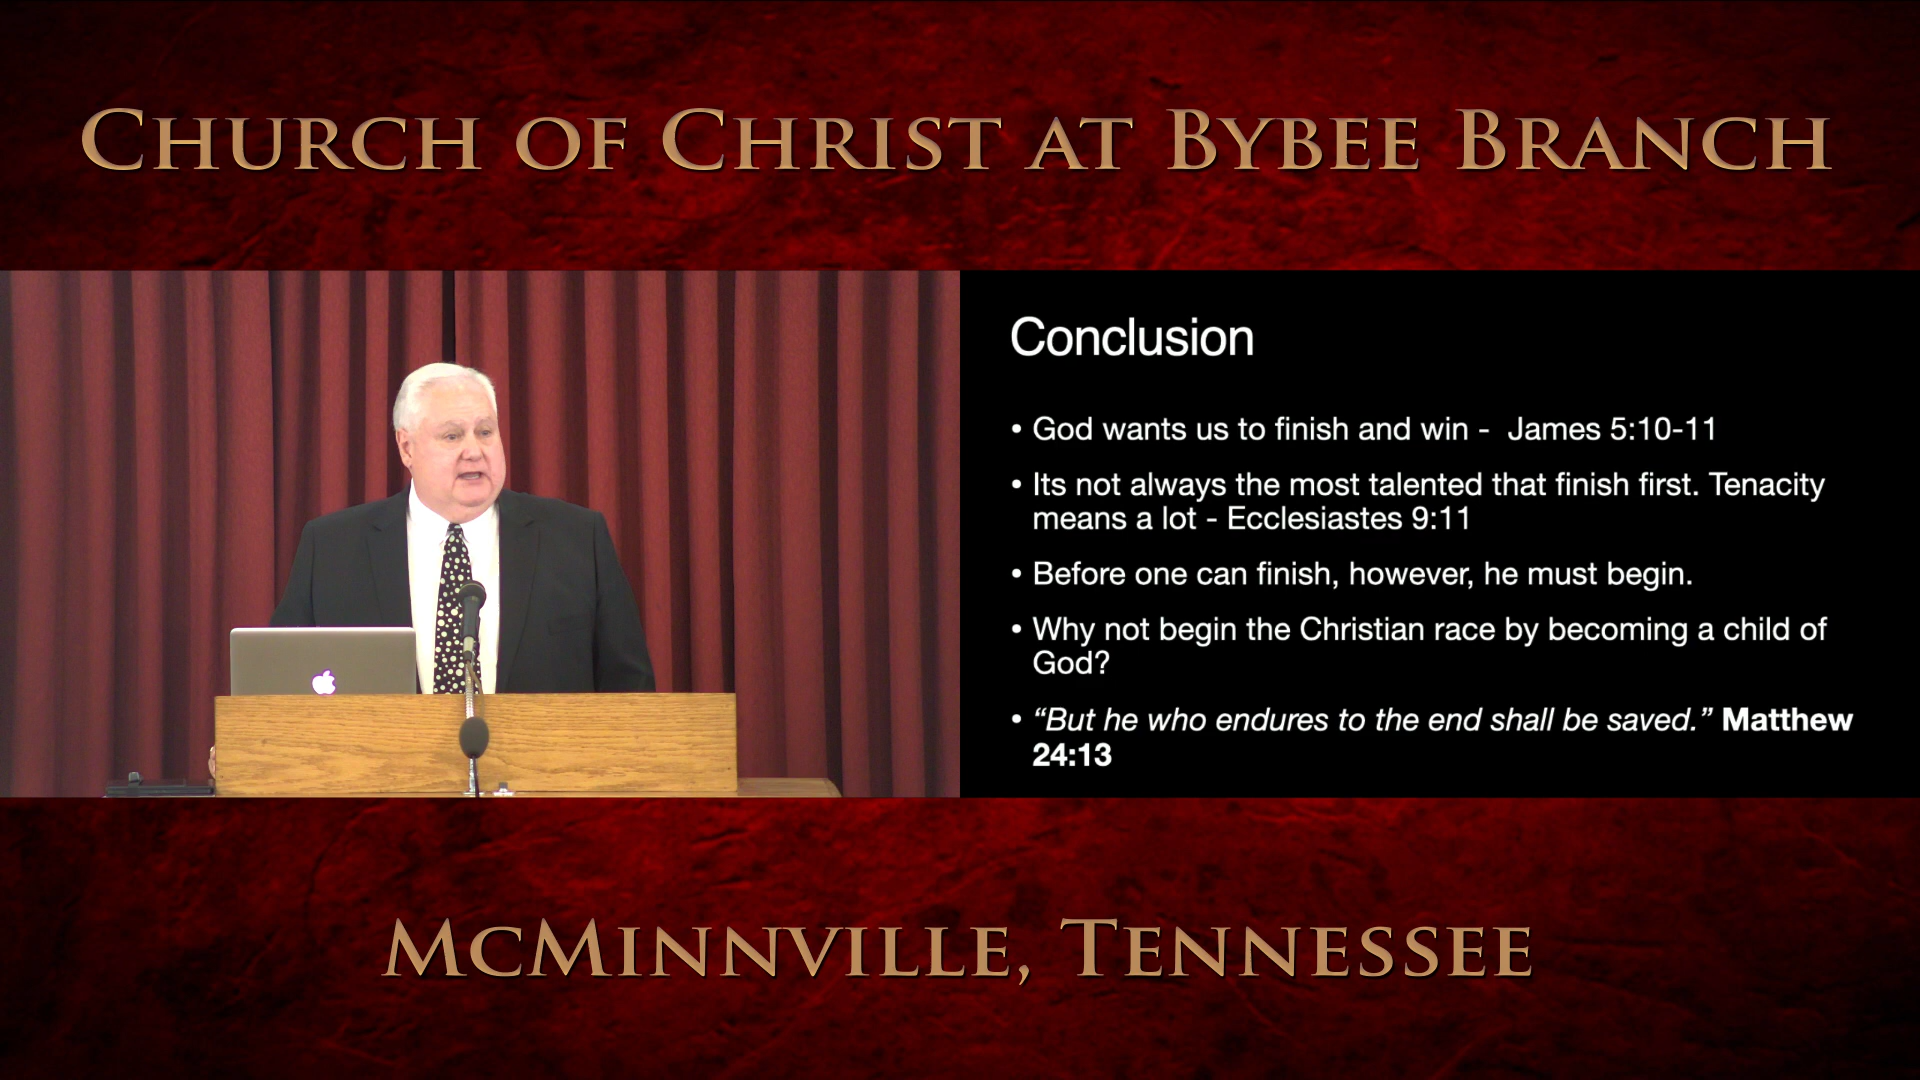 CHURCH OF CHRIST AT BYBEE BRANCH
Conclusion
• God wants us to finish and win - James 5:10-11
• Its not always the most talented that finish first. Tenacity
means a lot - Ecclesiastes 9:11
• Before one can finish, however, he must begin.
• Why not begin the Christian race by becoming a child of
God?
• “But he who endures to the end shall be saved.” Matthew
24:13
MCMINNVILLE, TENNESSEE